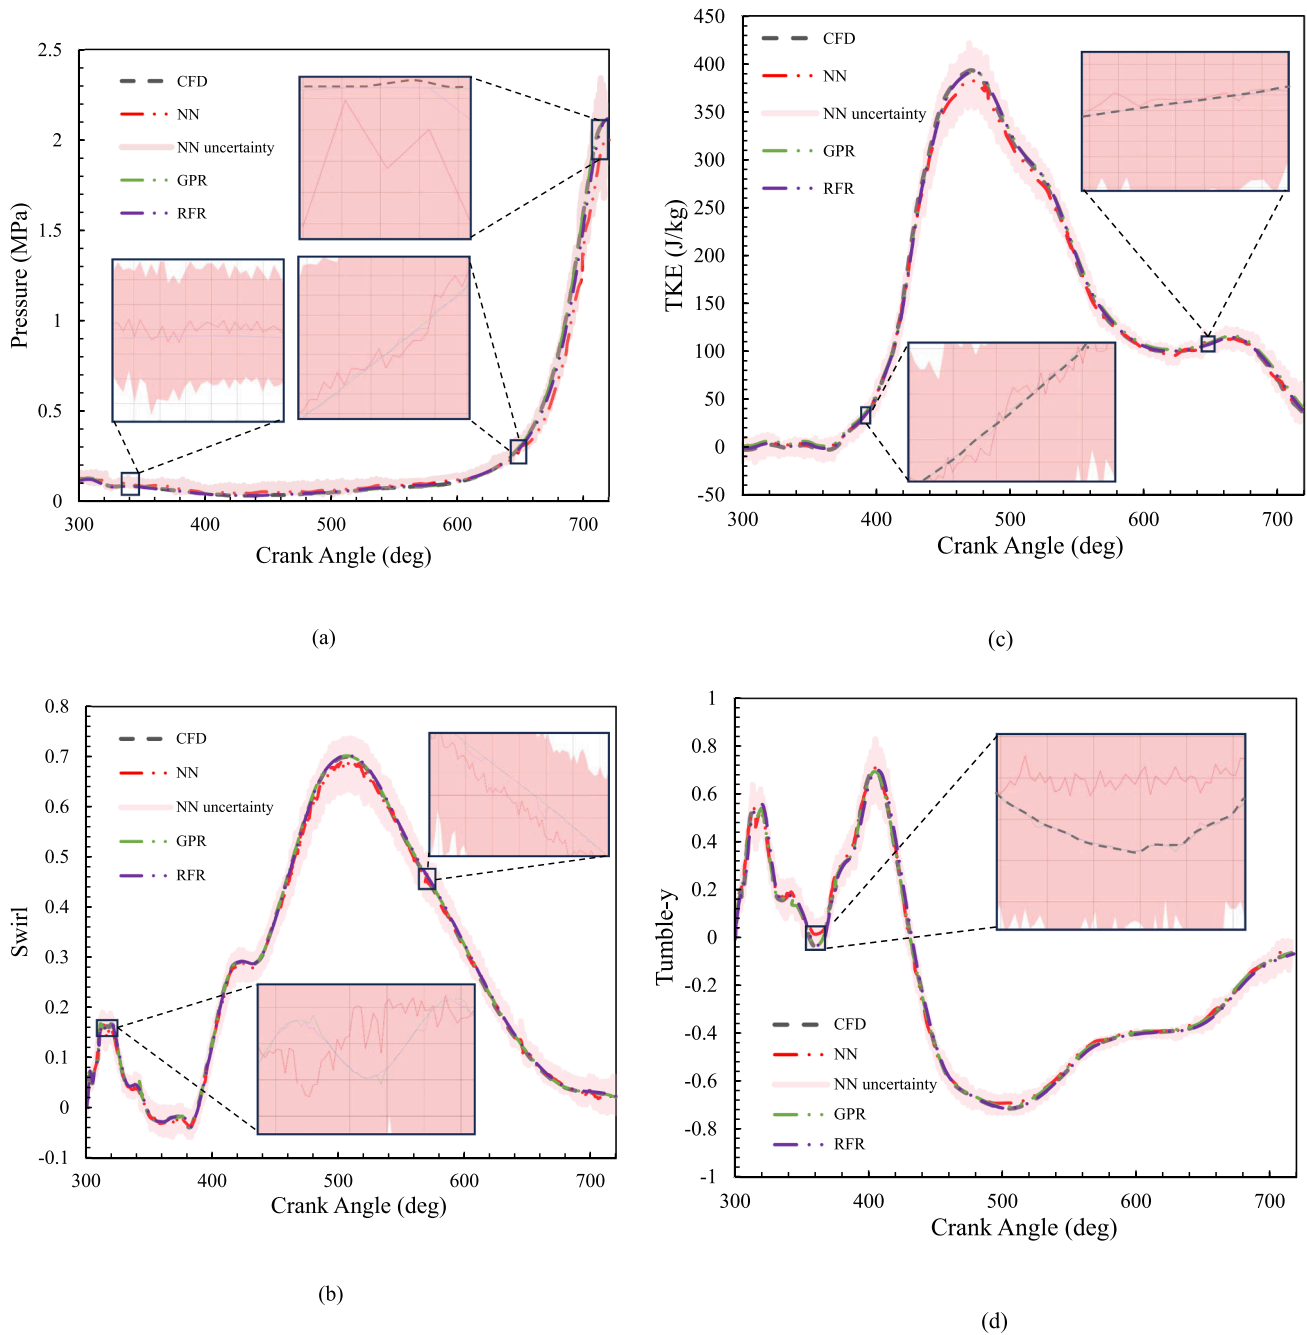 2.5
2
1.5
1
0.5
0
Pressure (MPa)
CFD
NN
NN uncertainty
GPR
RFR
300
400
500
600
700
Crank Angle (deg)
(a)
450
400
350
300
250
200
150
100
50
0
-50
TKE (J/kg)
CFD
NN
NN uncertainty
GPR
RFR
300
400
500
600
700
Crank Angle (deg)
(c)
0.8
0.7
0.6
0.5
0.4
0.3
0.2
0.1
0
-0.1
Swirl
CFD
NN
NN uncertainty
GPR
RFR
300
400
500
600
700
Crank Angle (deg)
(b)
1
0.8
0.6
0.4
0.2
0
-0.2
-0.4
-0.6
-0.8
-1
Tumble-y
CFD
NN
NN uncertainty
GPR
RFR
300
400
500
600
700
Crank Angle (deg)
(d)